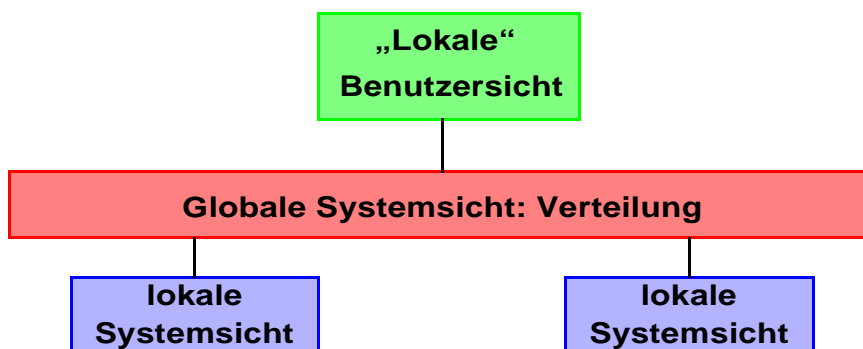 „Lokale“
Benutzersicht
Globale Systemsicht: Verteilung
lokale
Systemsicht
lokale
Systemsicht